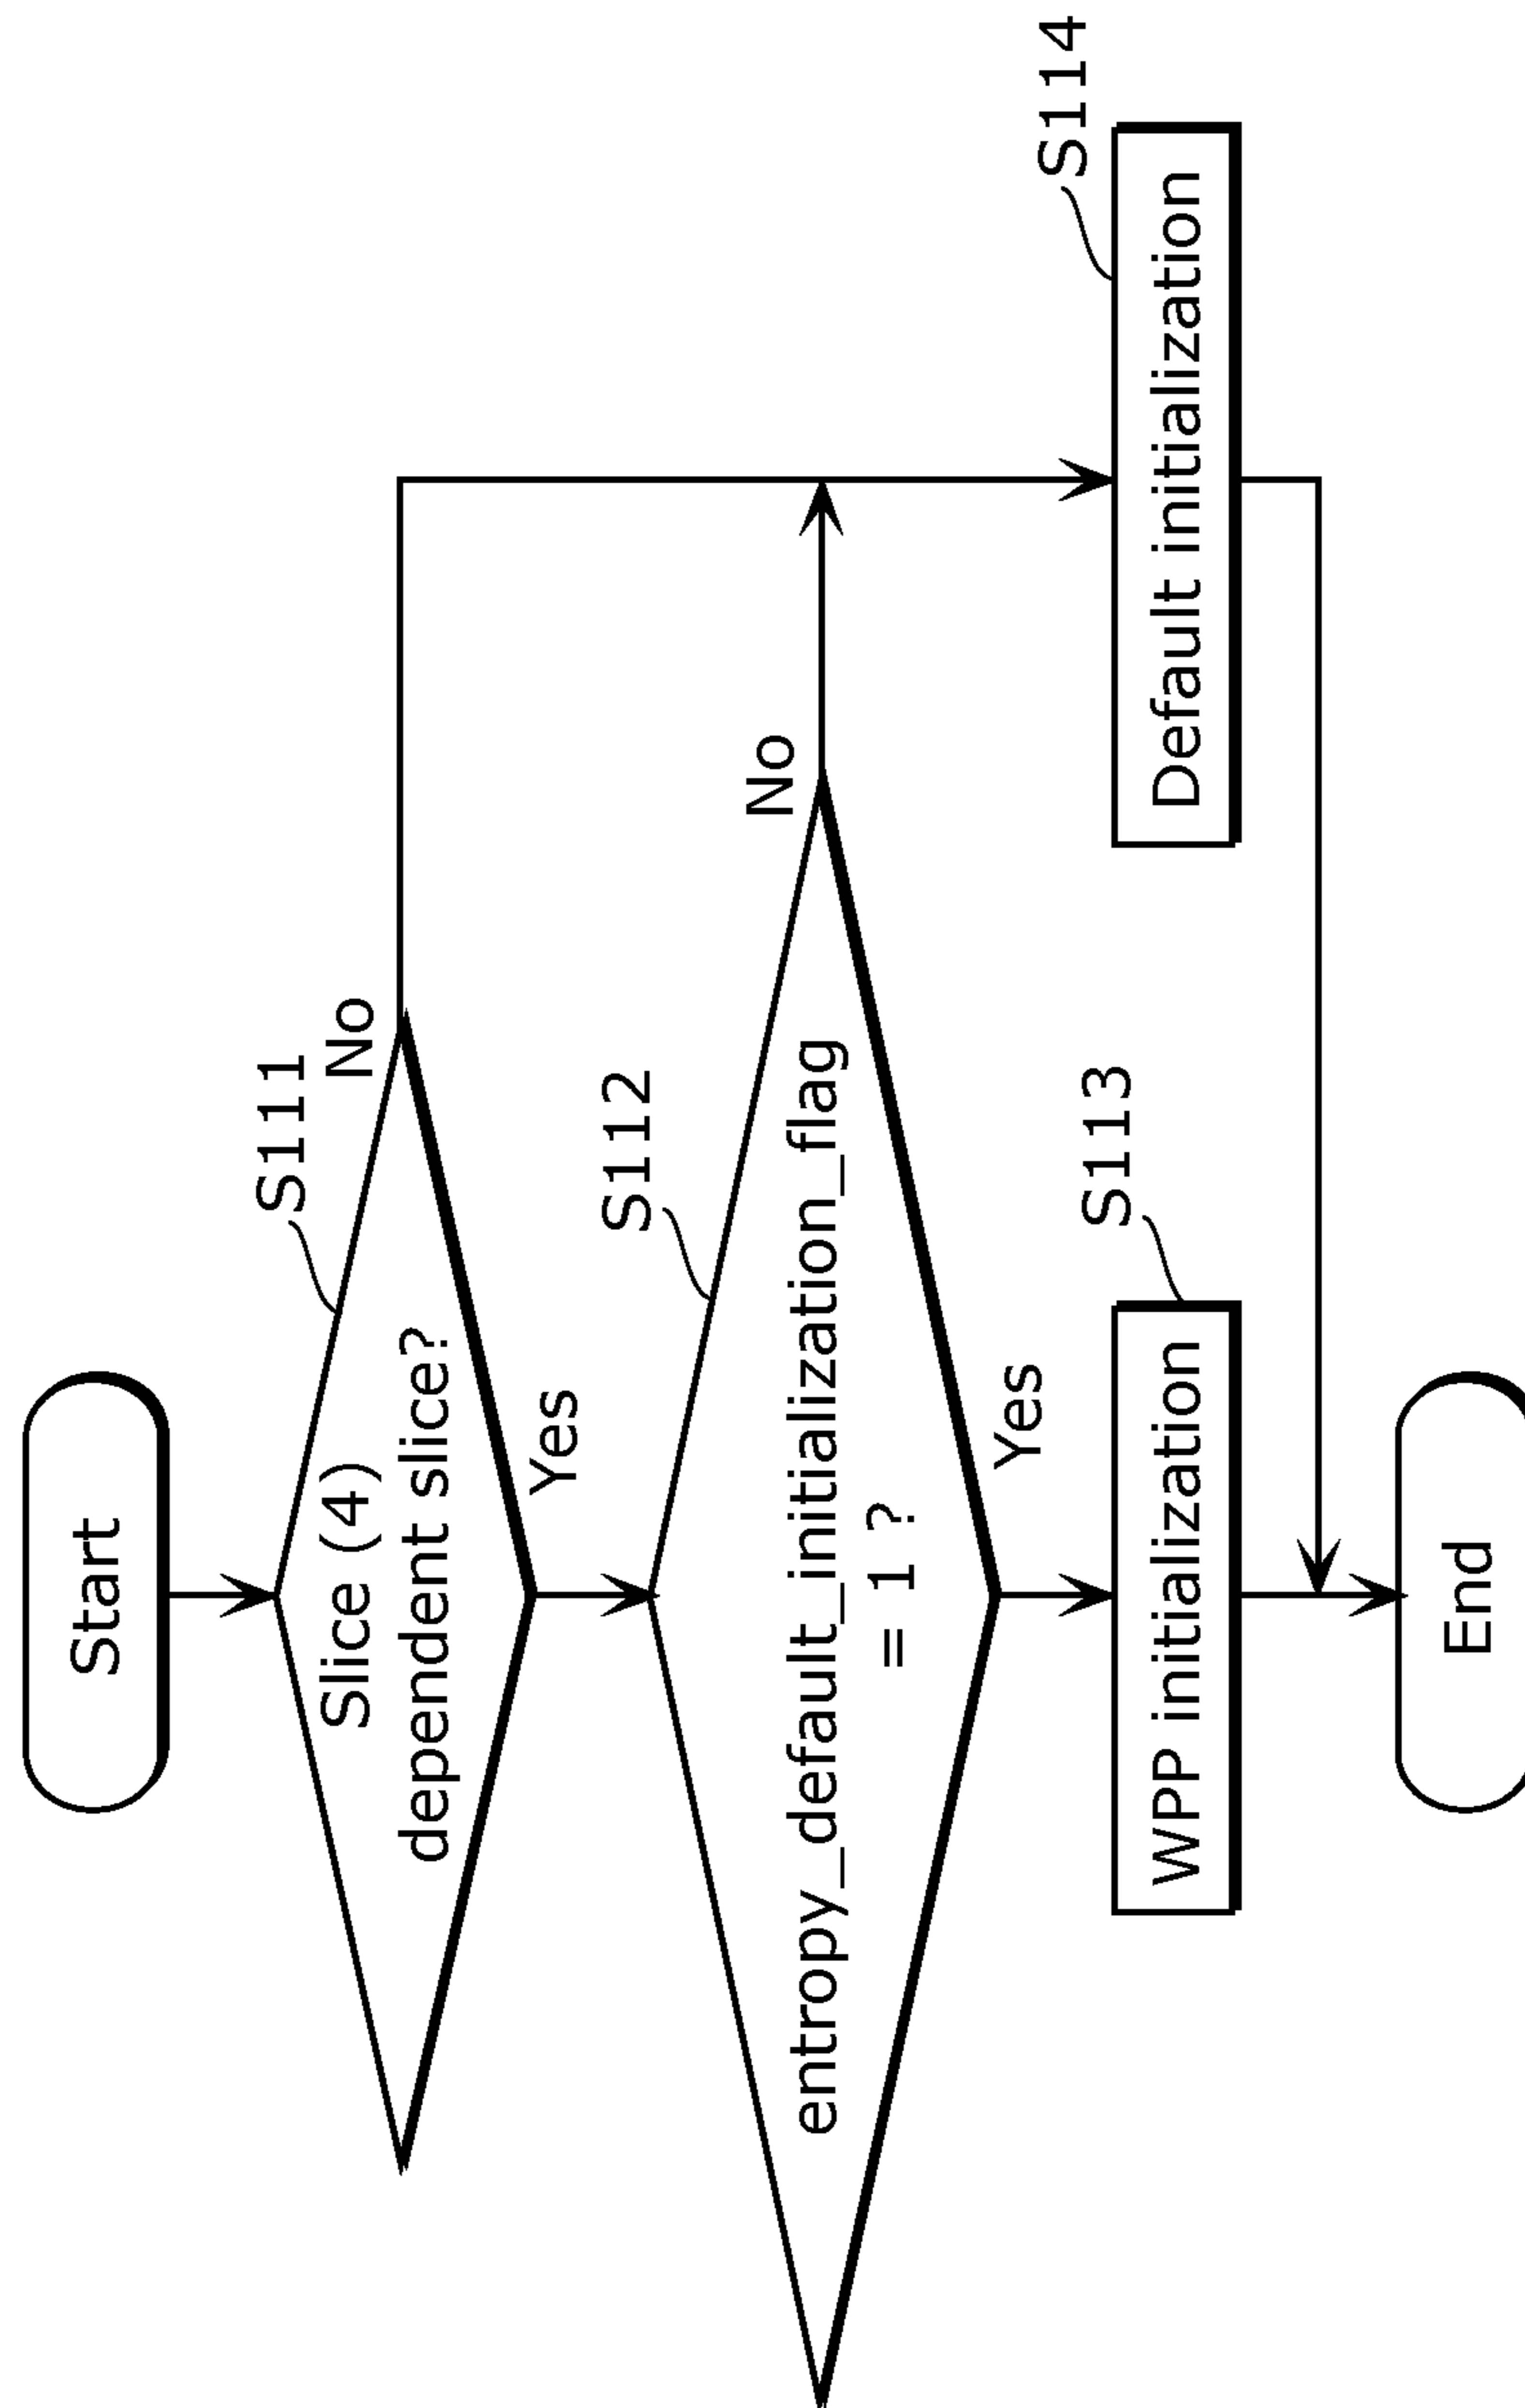 Start
S111
Slice (4)
dependent slice?
No
Yes
S112
entropy_default_initialization_flag
= 1 ?
No
Yes
S113
WPP initialization
S114
Default initialization
End